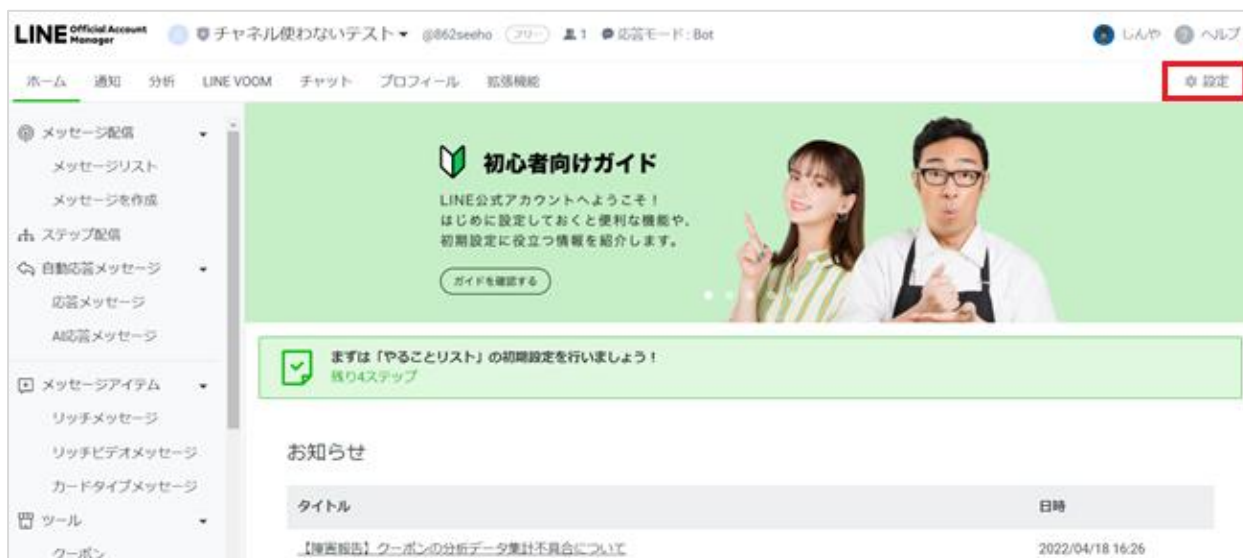 LINE Official Account Manager チャネル使わないテスト @862seeho フリー 1 応答モード：Bot しんや ヘルプ
ホーム 通知 分析 LINE VOOM チャット プロフィール 拡張機能 設定
メッセージ配信
メッセージリスト
メッセージを作成
ステップ配信
自動応答メッセージ
応答メッセージ
AI応答メッセージ
メッセージアイテム
リッチメッセージ
リッチビデオメッセージ
カードタイプメッセージ
ツール
クーポン
初心者向けガイド
LINE公式アカウントへようこそ！
はじめに設定しておくと便利な機能や、
初期設定に役立つ情報を紹介します。
ガイドを確認する
まずは「やることリスト」の初期設定を行いましょう！
残り4ステップ
お知らせ
タイトル 日時
【障害報告】クーポンの分析データ集計不具合について 2022/04/18 16:26